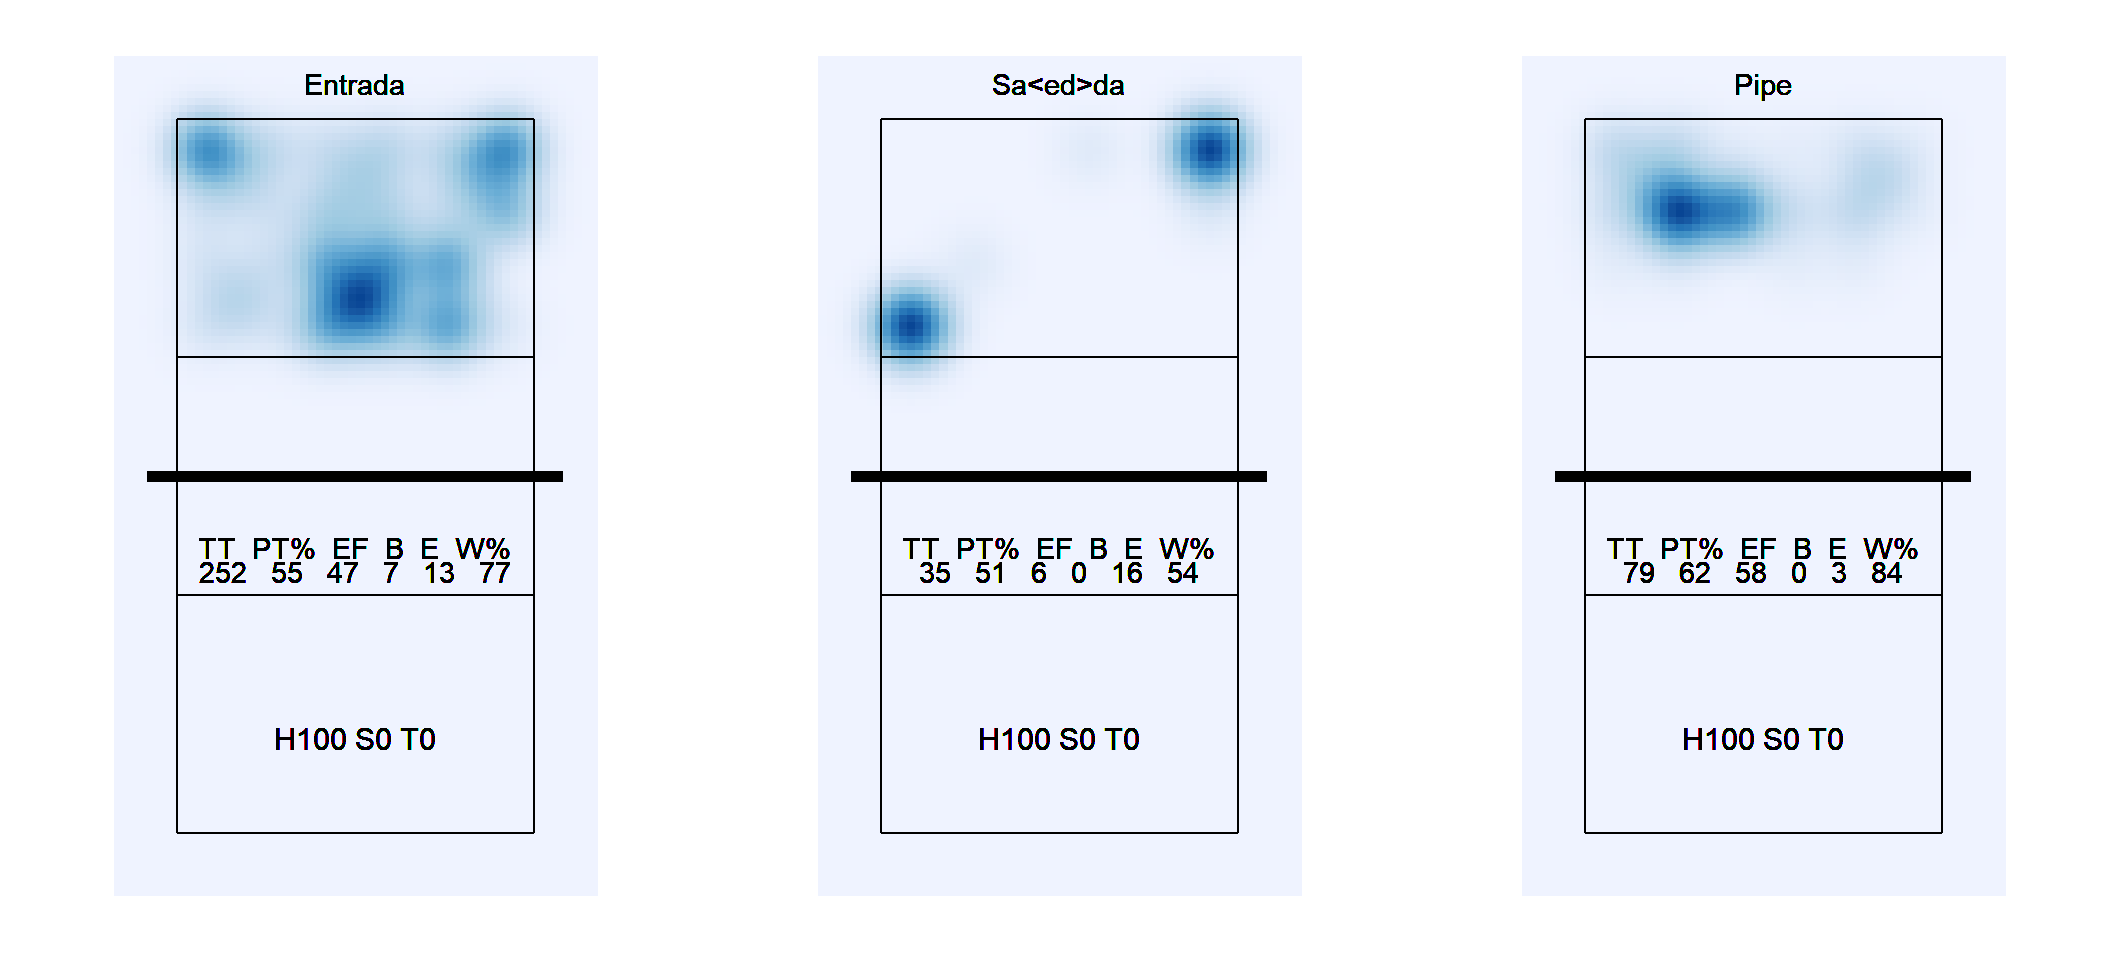 Entrada
TT PT% EF B E W%
252 55 47 7 13 77
H100 S0 T0
Sa<ed>da
TT PT% EF B E W%
35 51 6 0 16 54
H100 S0 T0
Pipe
TT PT% EF B E W%
79 62 58 0 3 84
H100 S0 T0